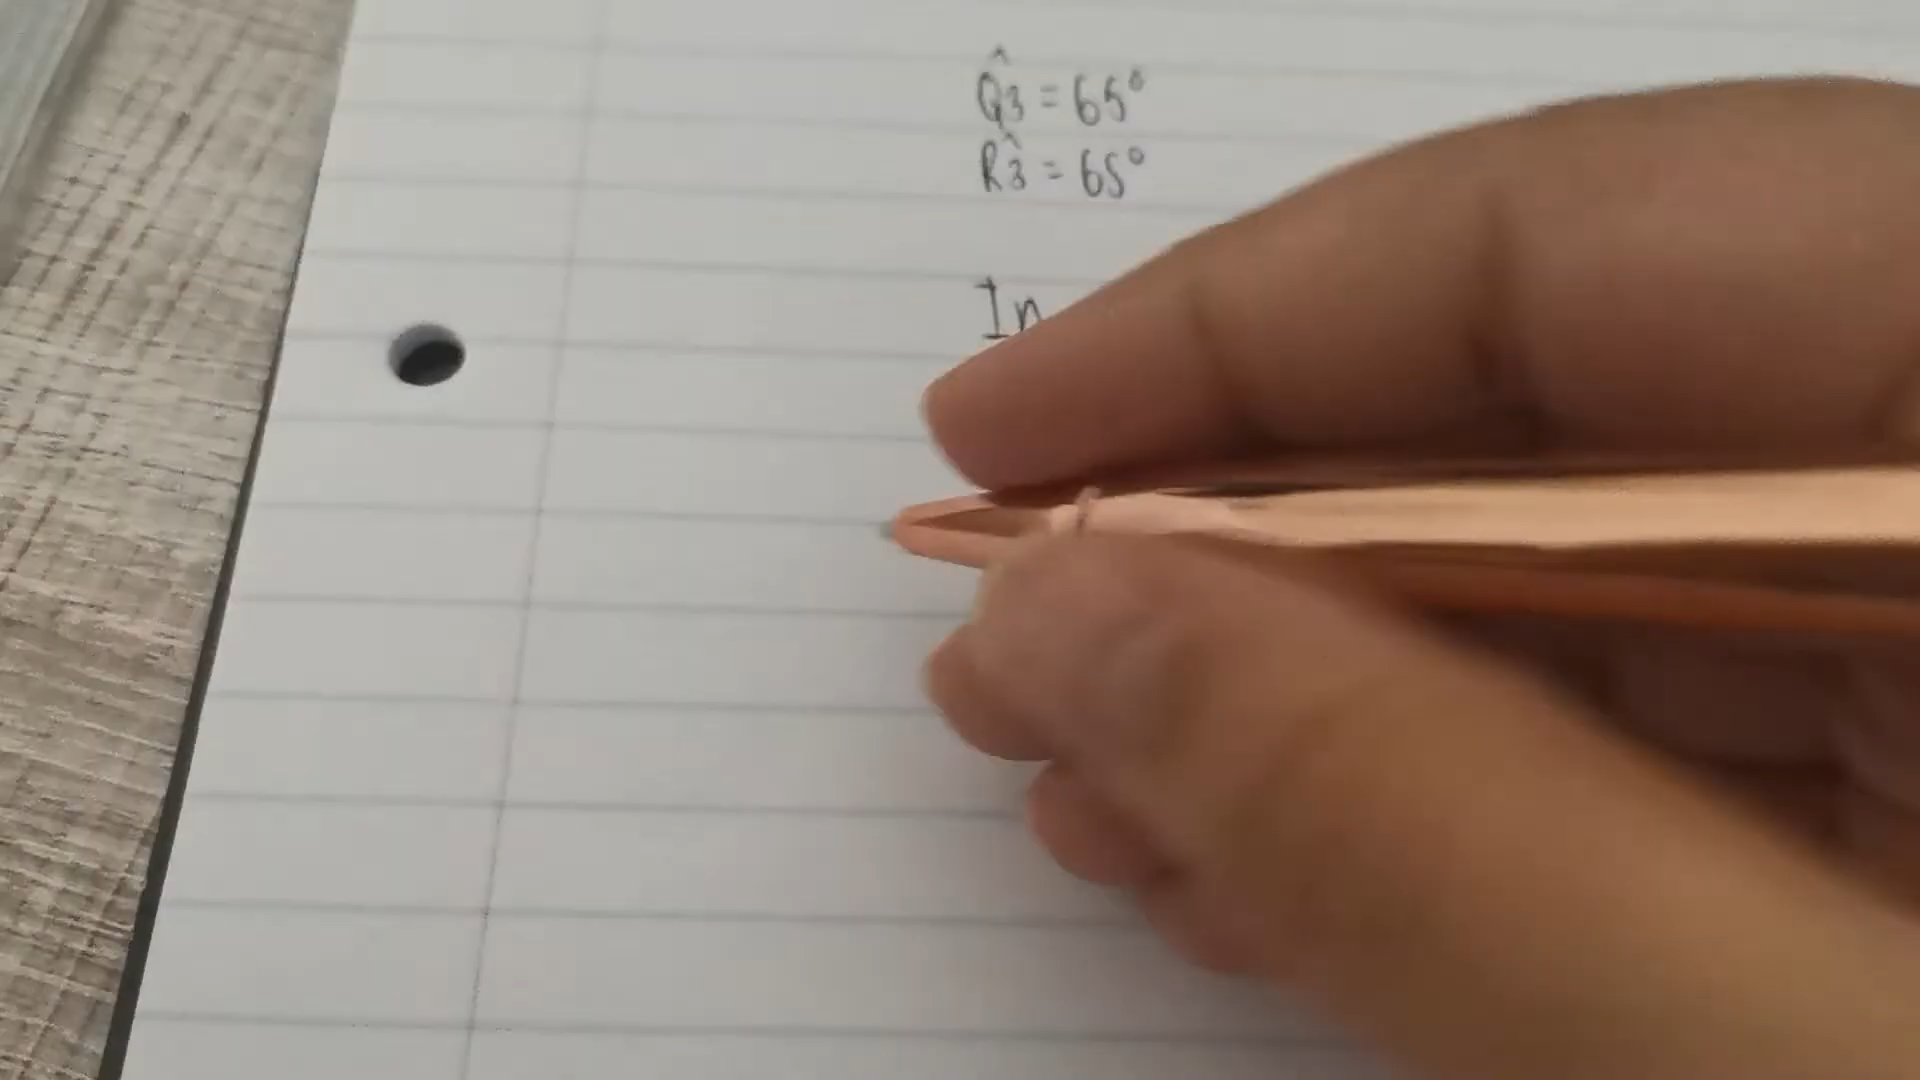 Q̂3 = 65°
R̂3 = 65°
In